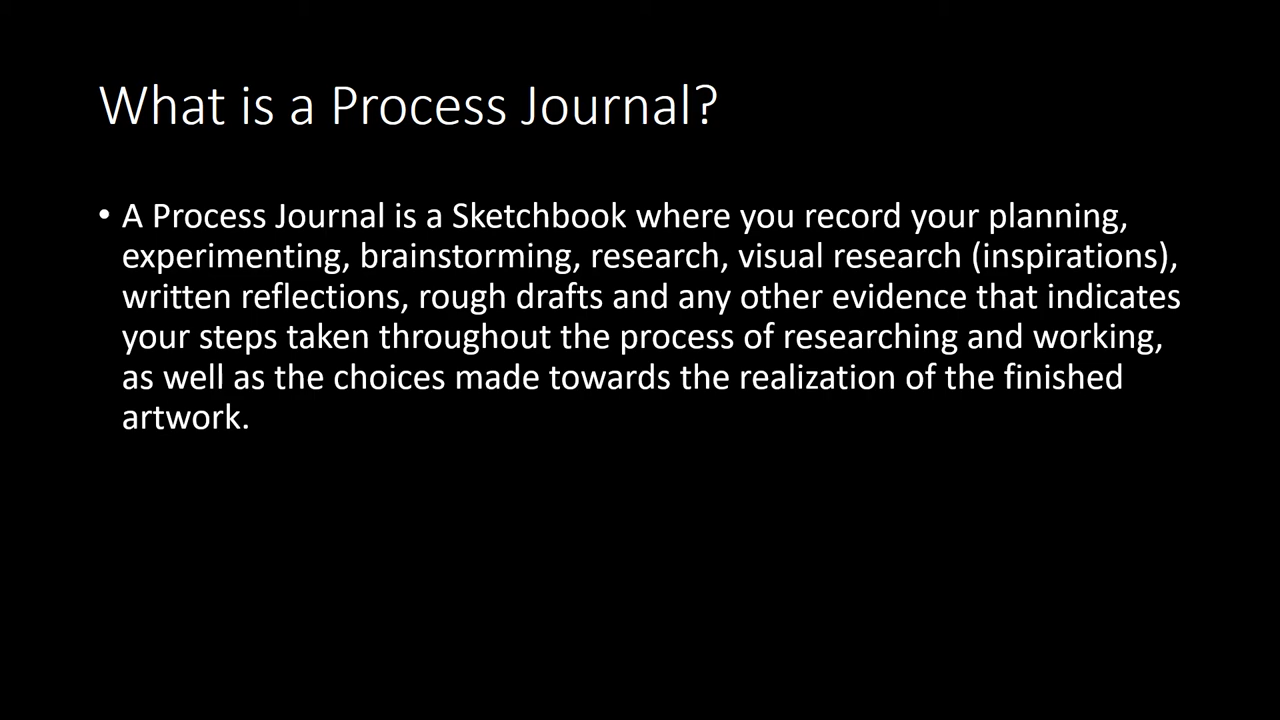 What is a Process Journal?
• A Process Journal is a Sketchbook where you record your planning,
experimenting, brainstorming, research, visual research (inspirations),
written reflections, rough drafts and any other evidence that indicates
your steps taken throughout the process of researching and working,
as well as the choices made towards the realization of the finished
artwork.